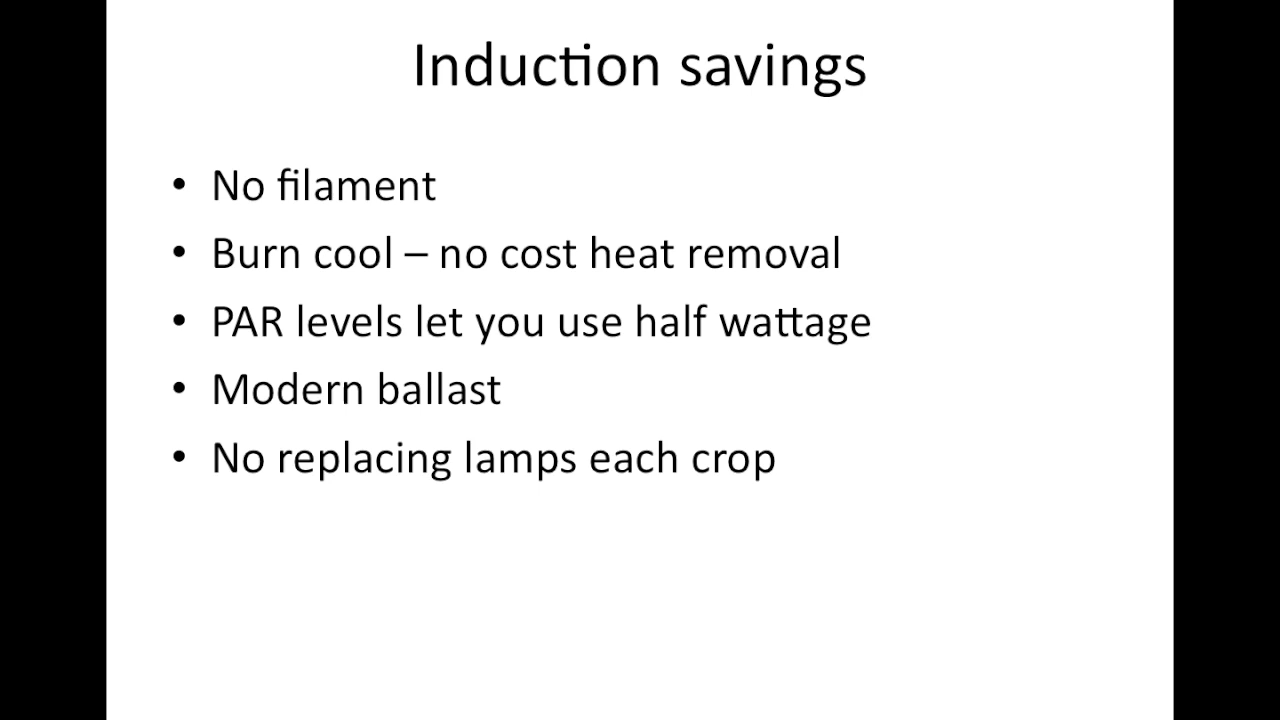 Induction savings
• No filament
• Burn cool – no cost heat removal
• PAR levels let you use half wattage
• Modern ballast
• No replacing lamps each crop